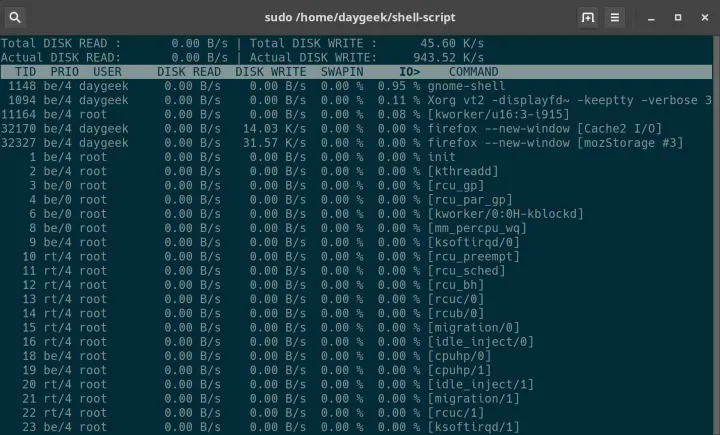 sudo /home/daygeek/shell-script
Total DISK READ :       0.00 B/s | Total DISK WRITE :      45.60 K/s
Actual DISK READ:       0.00 B/s | Actual DISK WRITE:     943.52 K/s
  TID  PRIO  USER     DISK READ  DISK WRITE  SWAPIN     IO>    COMMAND
 1148 be/4 daygeek     0.00 B/s    0.00 B/s  0.00 %  0.95 % gnome-shell
 1094 be/4 daygeek     0.00 B/s    0.00 B/s  0.00 %  0.11 % Xorg vt2 -displayfd~ -keeptty -verbose 3
11164 be/4 root        0.00 B/s    0.00 B/s  0.00 %  0.08 % [kworker/u16:3-i915]
32170 be/4 daygeek     0.00 B/s   14.03 K/s  0.00 %  0.00 % firefox --new-window [Cache2 I/O]
32327 be/4 daygeek     0.00 B/s   31.57 K/s  0.00 %  0.00 % firefox --new-window [mozStorage #3]
    1 be/4 root        0.00 B/s    0.00 B/s  0.00 %  0.00 % init
    2 be/4 root        0.00 B/s    0.00 B/s  0.00 %  0.00 % [kthreadd]
    3 be/0 root        0.00 B/s    0.00 B/s  0.00 %  0.00 % [rcu_gp]
    4 be/0 root        0.00 B/s    0.00 B/s  0.00 %  0.00 % [rcu_par_gp]
    6 be/0 root        0.00 B/s    0.00 B/s  0.00 %  0.00 % [kworker/0:0H-kblockd]
    8 be/0 root        0.00 B/s    0.00 B/s  0.00 %  0.00 % [mm_percpu_wq]
    9 be/4 root        0.00 B/s    0.00 B/s  0.00 %  0.00 % [ksoftirqd/0]
   10 rt/4 root        0.00 B/s    0.00 B/s  0.00 %  0.00 % [rcu_preempt]
   11 rt/4 root        0.00 B/s    0.00 B/s  0.00 %  0.00 % [rcu_sched]
   12 rt/4 root        0.00 B/s    0.00 B/s  0.00 %  0.00 % [rcu_bh]
   13 rt/4 root        0.00 B/s    0.00 B/s  0.00 %  0.00 % [rcuc/0]
   14 rt/4 root        0.00 B/s    0.00 B/s  0.00 %  0.00 % [rcub/0]
   15 rt/4 root        0.00 B/s    0.00 B/s  0.00 %  0.00 % [migration/0]
   16 rt/4 root        0.00 B/s    0.00 B/s  0.00 %  0.00 % [idle_inject/0]
   18 be/4 root        0.00 B/s    0.00 B/s  0.00 %  0.00 % [cpuhp/0]
   19 be/4 root        0.00 B/s    0.00 B/s  0.00 %  0.00 % [cpuhp/1]
   20 rt/4 root        0.00 B/s    0.00 B/s  0.00 %  0.00 % [idle_inject/1]
   21 rt/4 root        0.00 B/s    0.00 B/s  0.00 %  0.00 % [migration/1]
   22 rt/4 root        0.00 B/s    0.00 B/s  0.00 %  0.00 % [rcuc/1]
   23 be/4 root        0.00 B/s    0.00 B/s  0.00 %  0.00 % [ksoftirqd/1]